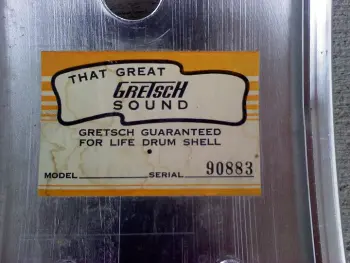 THAT GREAT
GRETSCH
SOUND
GRETSCH GUARANTEED
FOR LIFE DRUM SHELL
MODEL SERIAL 90883